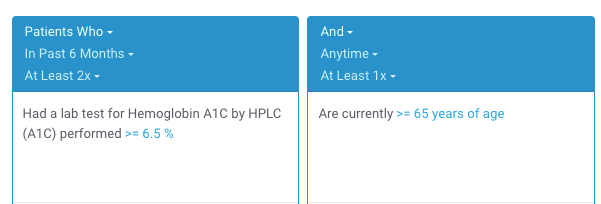 Patients Who
In Past 6 Months
At Least 2x
Had a lab test for Hemoglobin A1C by HPLC
(A1C) performed >= 6.5 %
And
Anytime
At Least 1x
Are currently >= 65 years of age